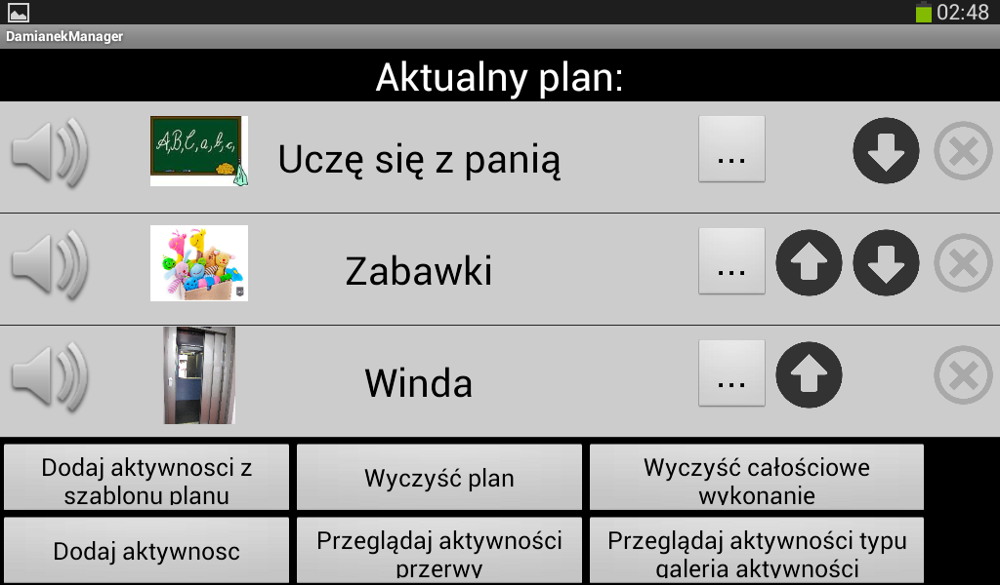 02:48
DamianekManager
Aktualny plan:
A,B,C,a,b,c,
Uczę się z panią
...
Zabawki
...
Winda
...
Dodaj aktywnosci z
szablonu planu
Wyczyść plan
Wyczyść całościowe
wykonanie
Dodaj aktywnosc
Przeglądaj aktywności
przerwy
Przeglądaj aktywności typu
galeria aktywności